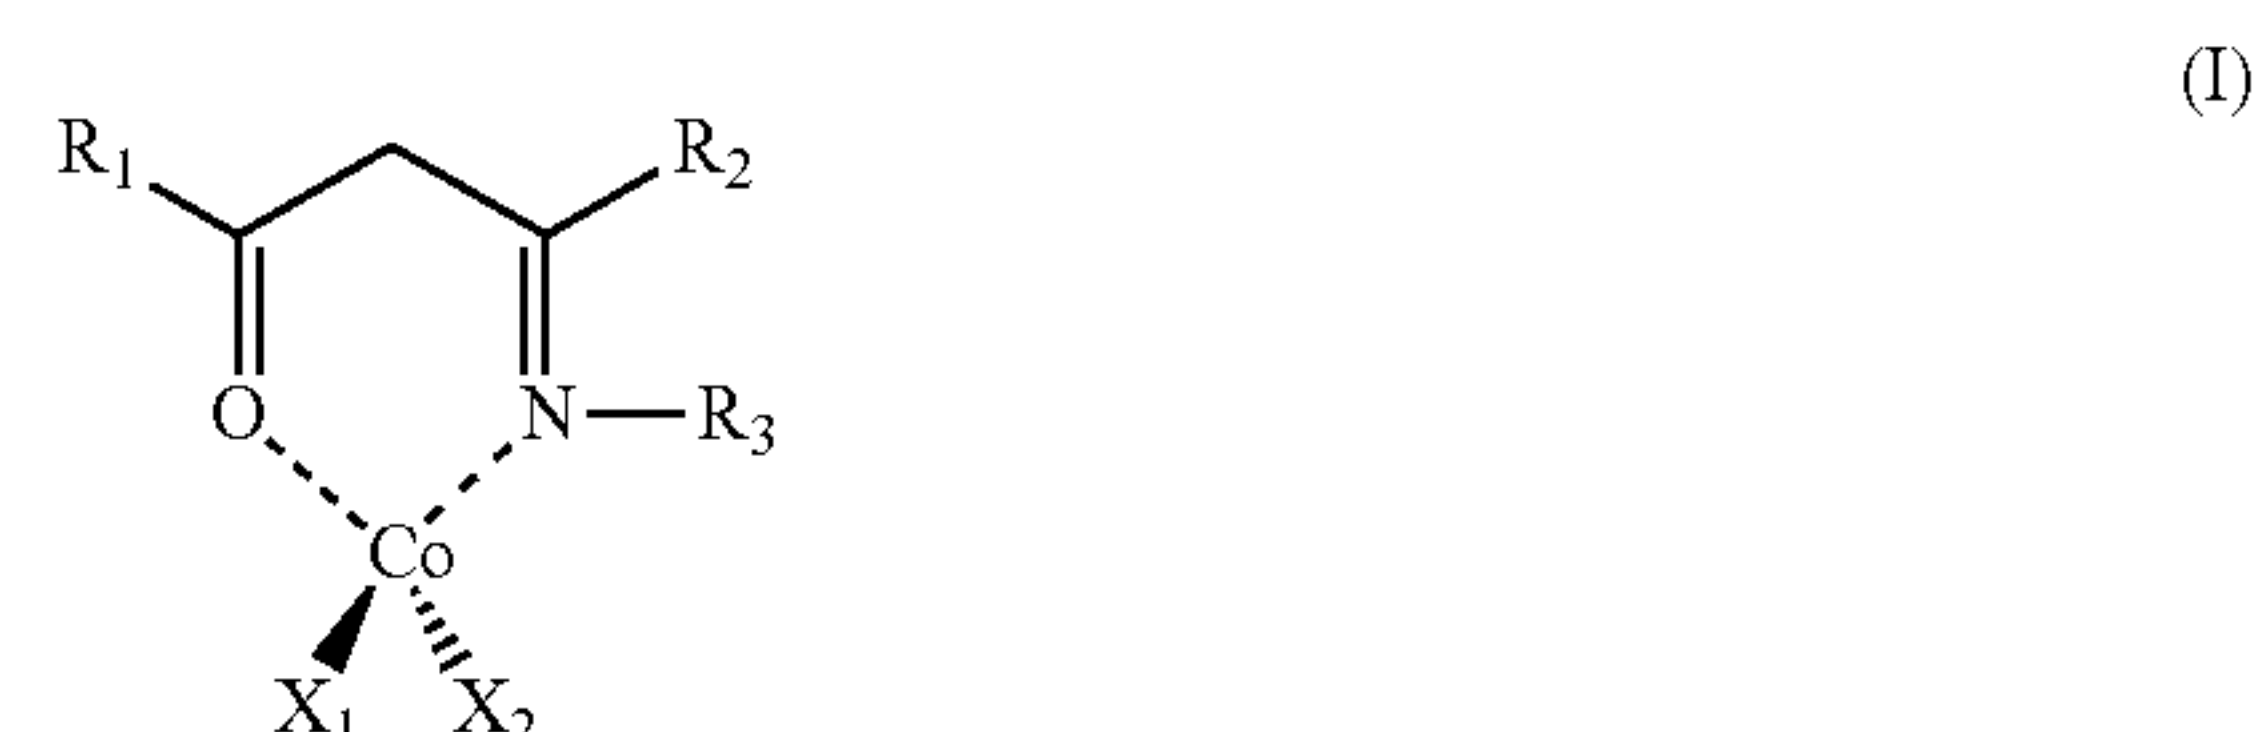 (I)
R₁ R₂
O N R₃
Co
X₁ X₂